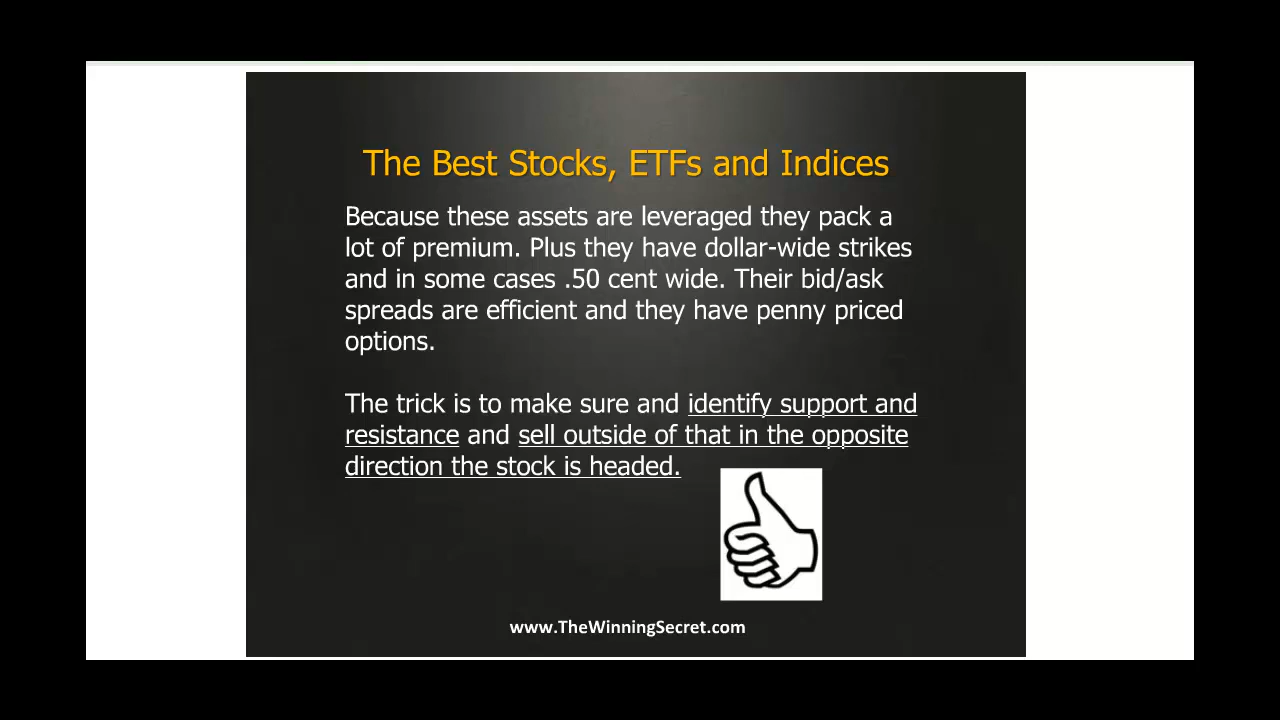 The Best Stocks, ETFs and Indices
Because these assets are leveraged they pack a
lot of premium. Plus they have dollar-wide strikes
and in some cases .50 cent wide. Their bid/ask
spreads are efficient and they have penny priced
options.
The trick is to make sure and identify support and
resistance and sell outside of that in the opposite
direction the stock is headed.
www.TheWinningSecret.com